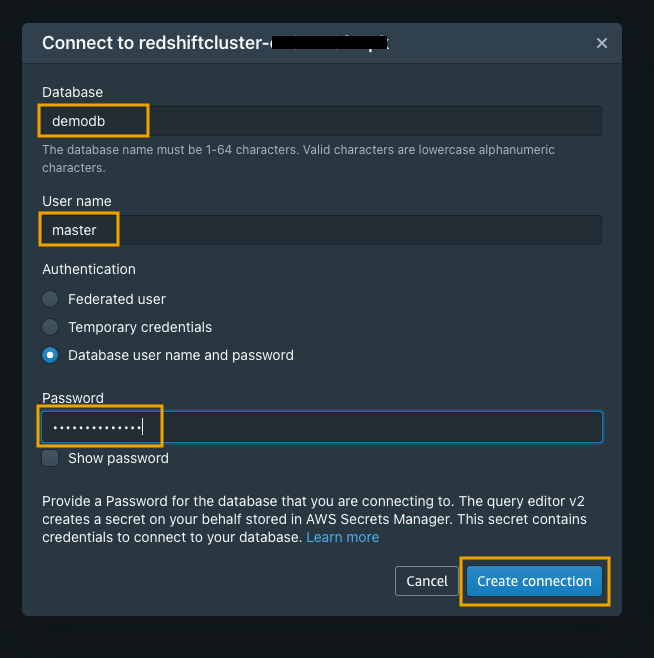 Connect to redshiftcluster-
Database
demodb
The database name must be 1-64 characters. Valid characters are lowercase alphanumeric
characters.
User name
master
Authentication
Federated user
Temporary credentials
Database user name and password
Password
••••••••••••••
Show password
Provide a Password for the database that you are connecting to. The query editor v2
creates a secret on your behalf stored in AWS Secrets Manager. This secret contains
credentials to connect to your database. Learn more
Cancel
Create connection